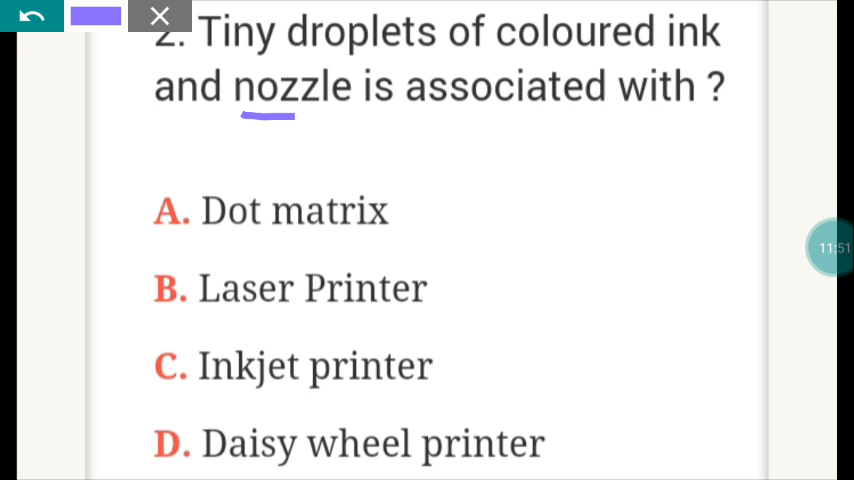 2. Tiny droplets of coloured ink
and nozzle is associated with ?
A. Dot matrix
B. Laser Printer
C. Inkjet printer
D. Daisy wheel printer
11:51